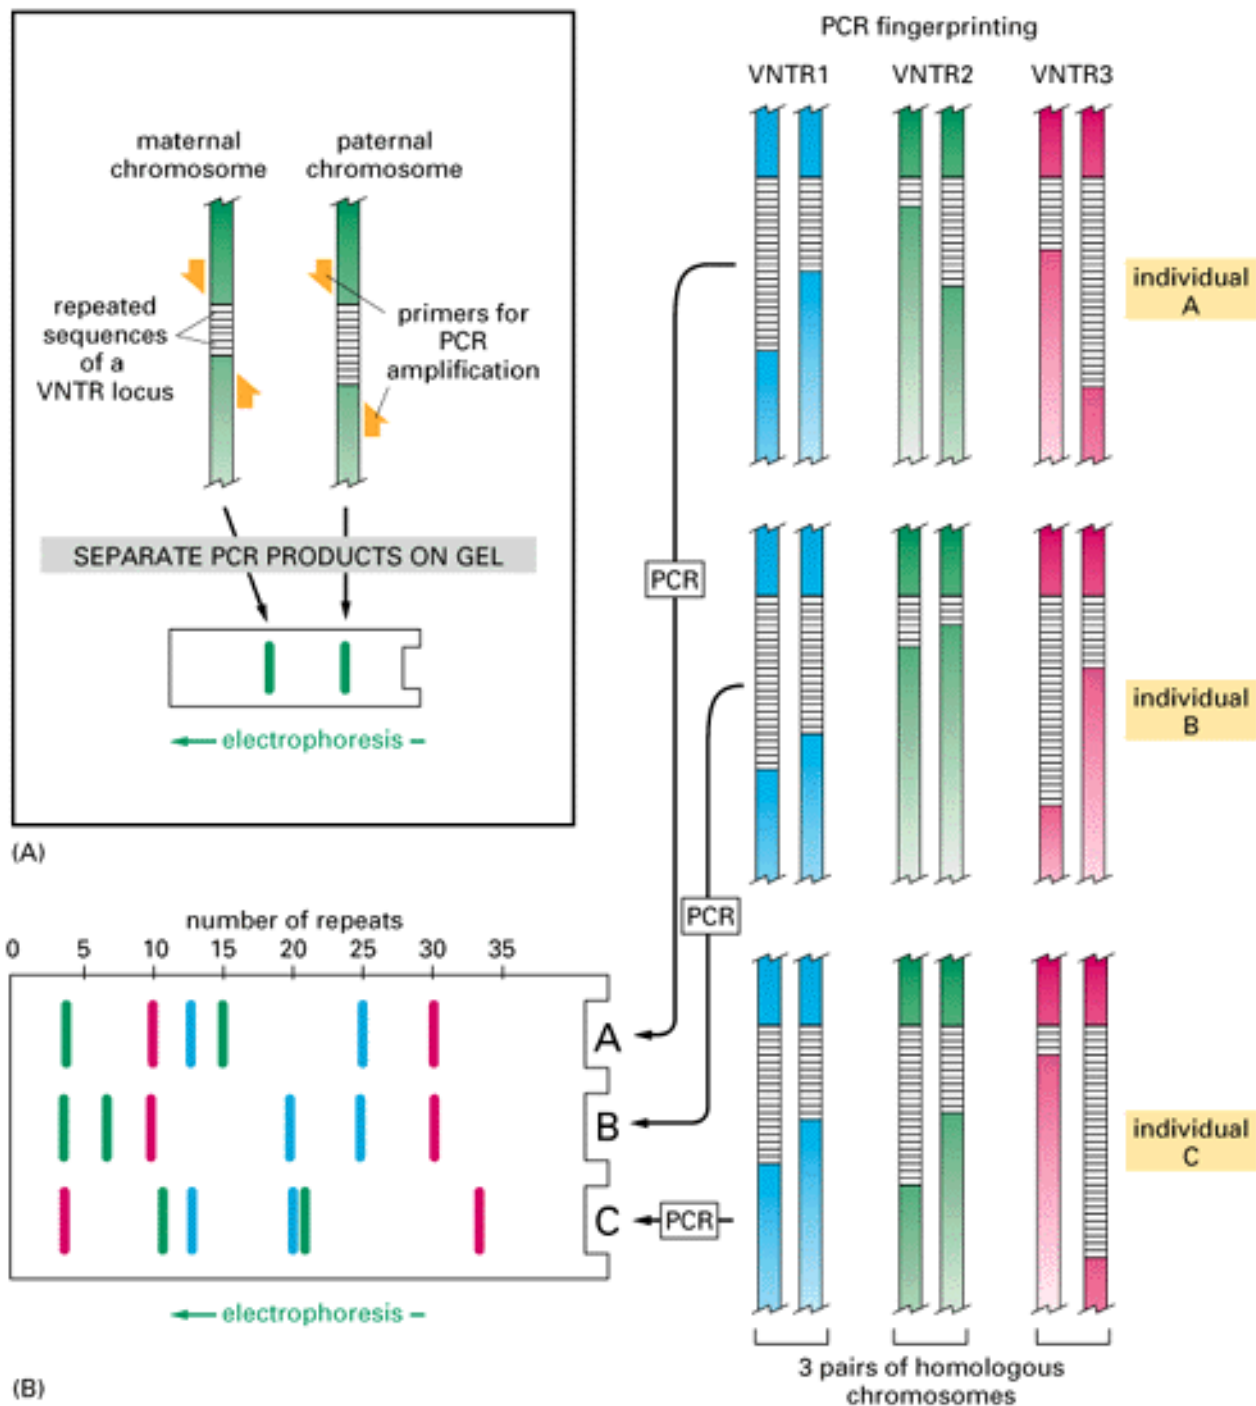 maternal
chromosome
paternal
chromosome
repeated
sequences
of a
VNTR locus
primers for
PCR
amplification
SEPARATE PCR PRODUCTS ON GEL
electrophoresis
(A)
number of repeats
0 5 10 15 20 25 30 35
A
B
C
electrophoresis
(B)
PCR fingerprinting
VNTR1 VNTR2 VNTR3
individual
A
PCR
individual
B
PCR
individual
C
PCR
3 pairs of homologous
chromosomes